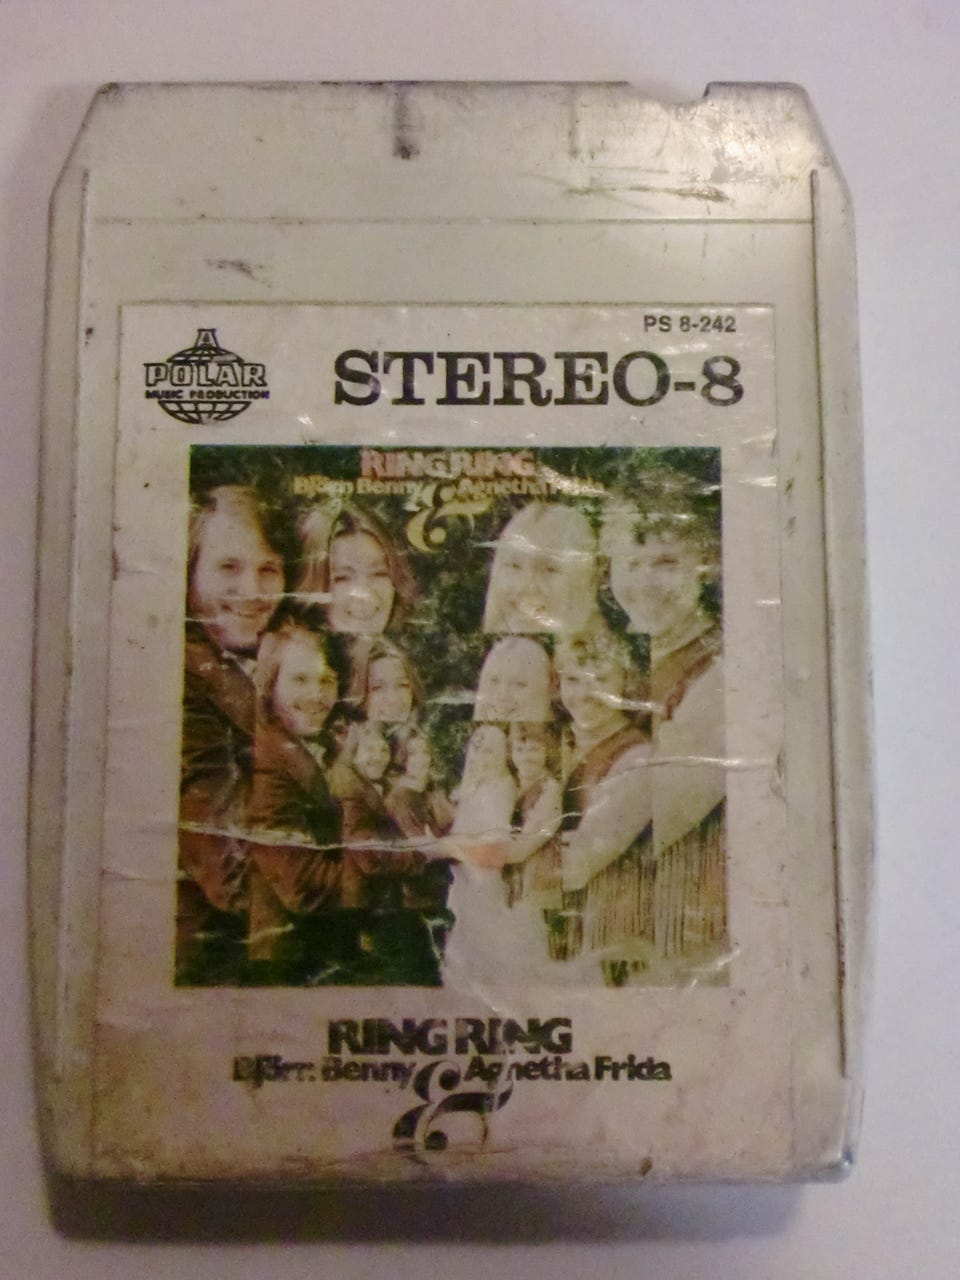 PS 8-242
A
POLAR
MUSIC PRODUCTION
STEREO-8
RING RING
Björn Benny & Agnetha Frida
RING RING
Björn Benny & Agnetha Frida